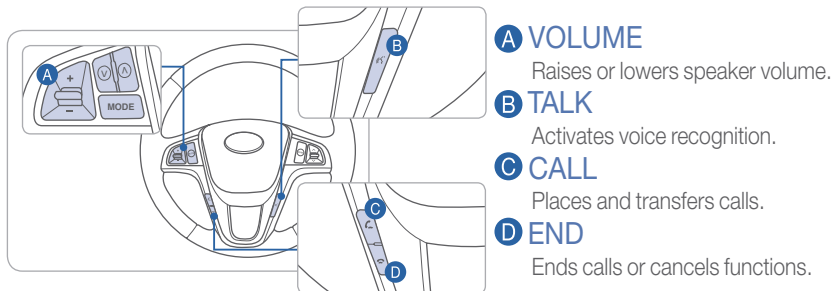 A
+
−
MODE
B
C
D
A VOLUME
Raises or lowers speaker volume.
B TALK
Activates voice recognition.
C CALL
Places and transfers calls.
D END
Ends calls or cancels functions.